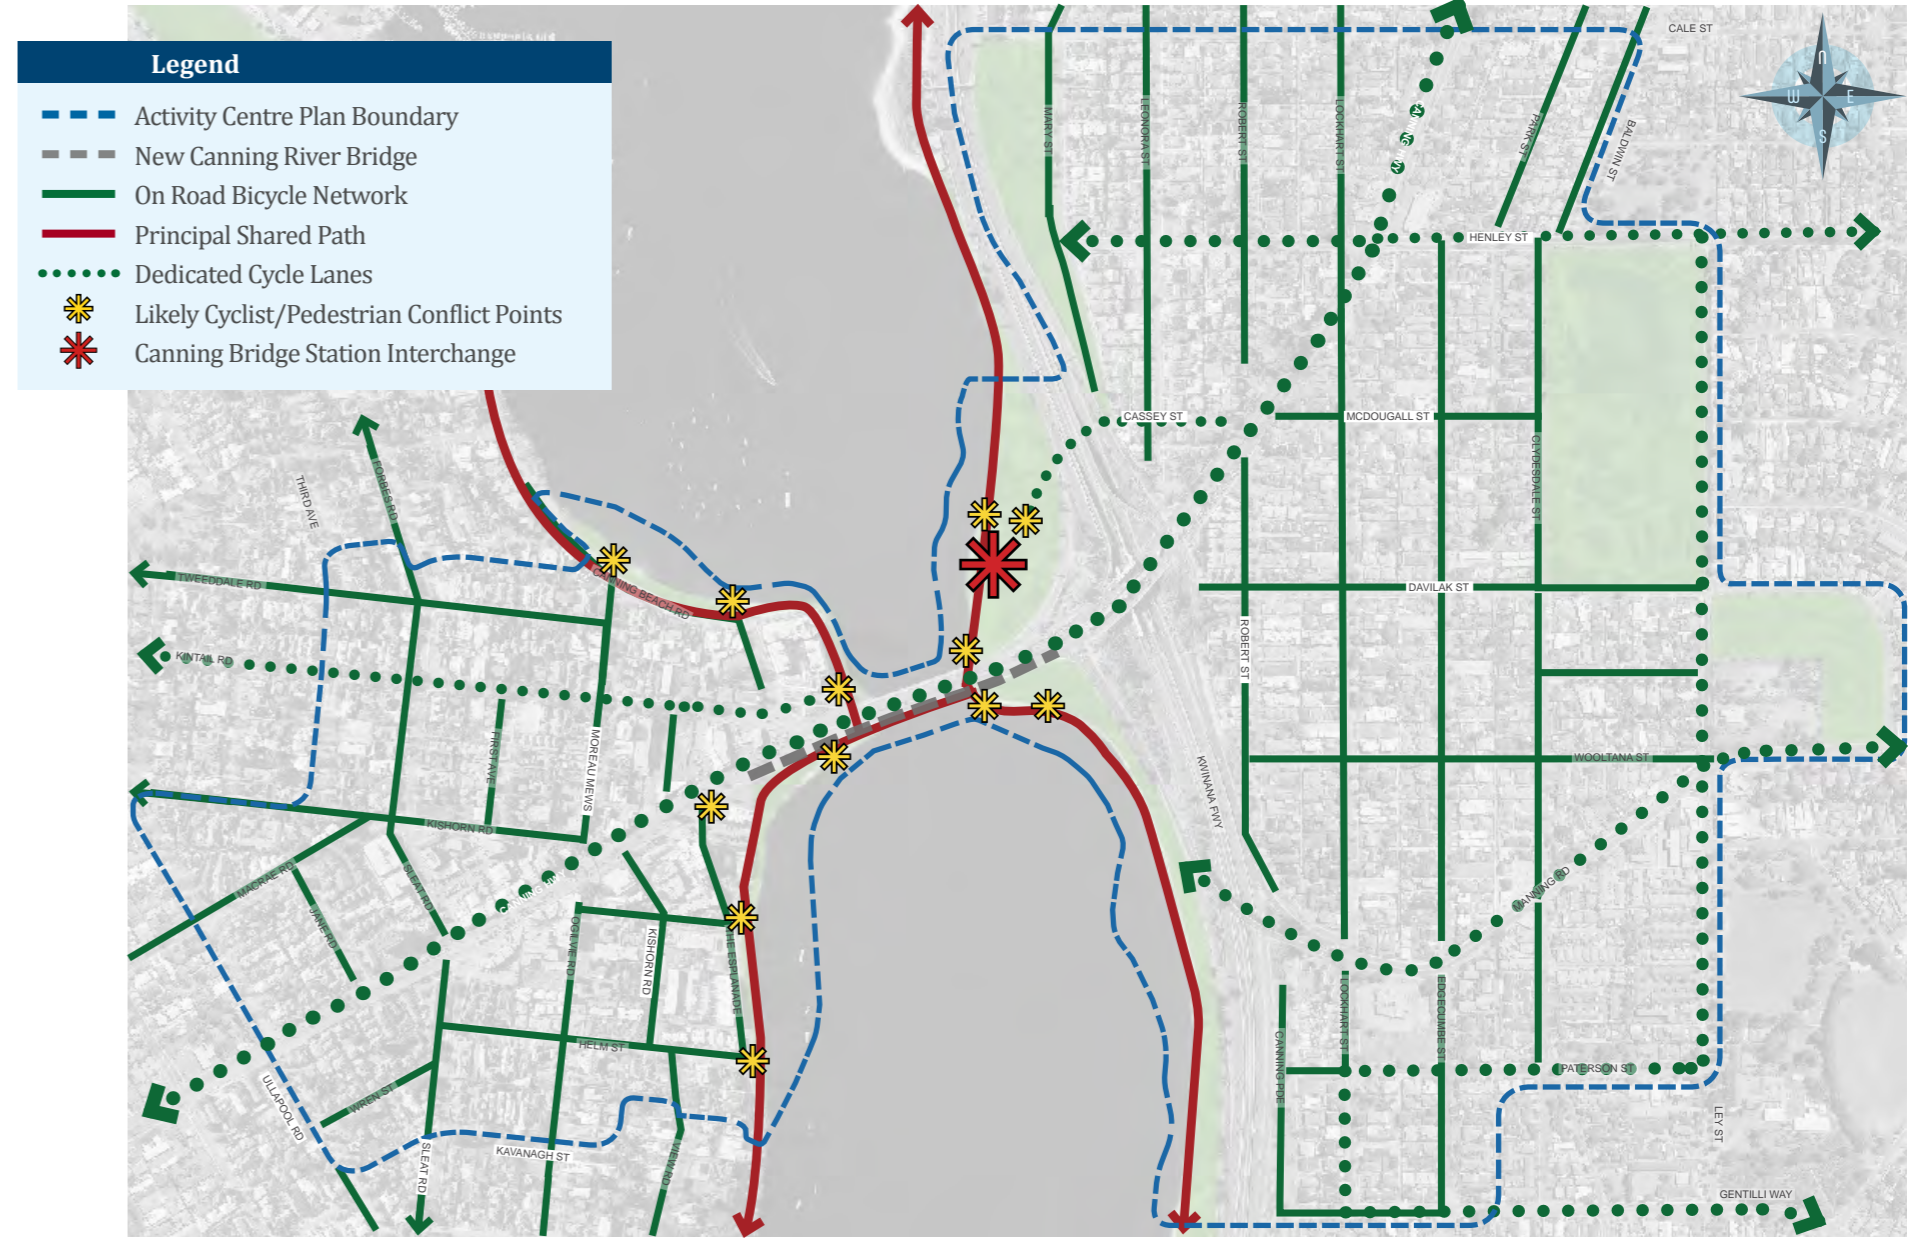 Legend
Activity Centre Plan Boundary
New Canning River Bridge
On Road Bicycle Network
Principal Shared Path
Dedicated Cycle Lanes
Likely Cyclist/Pedestrian Conflict Points
Canning Bridge Station Interchange
CALE ST
N
W
E
S
MARY ST
LEONORA ST
ROBERT ST
LOCKHART ST
PARK ST
BALDWIN ST
HENLEY ST
CASSEY ST
MCDOUGALL ST
CLYDESDALE ST
THIRD AVE
FORBES RD
TWEEDDALE RD
CANNING BEACH RD
DAVILAK ST
ROBERT ST
KINTAIL RD
FIRST AVE
MOREAU MEWS
KWINANA FWY
WOOLTANA ST
KISHORN RD
MACRAE RD
JANE RD
SLEAT RD
CANNING HWY
OGILVIE RD
KISHORN RD
THE ESPLANADE
MANNING RD
LOCKHART ST
EDGECUMBE ST
CANNING PDE
HELM ST
PATERSON ST
WREN ST
ULLAPOOL RD
KAVANAGH ST
SLEAT RD
VIEW RD
LEY ST
GENTILLI WAY